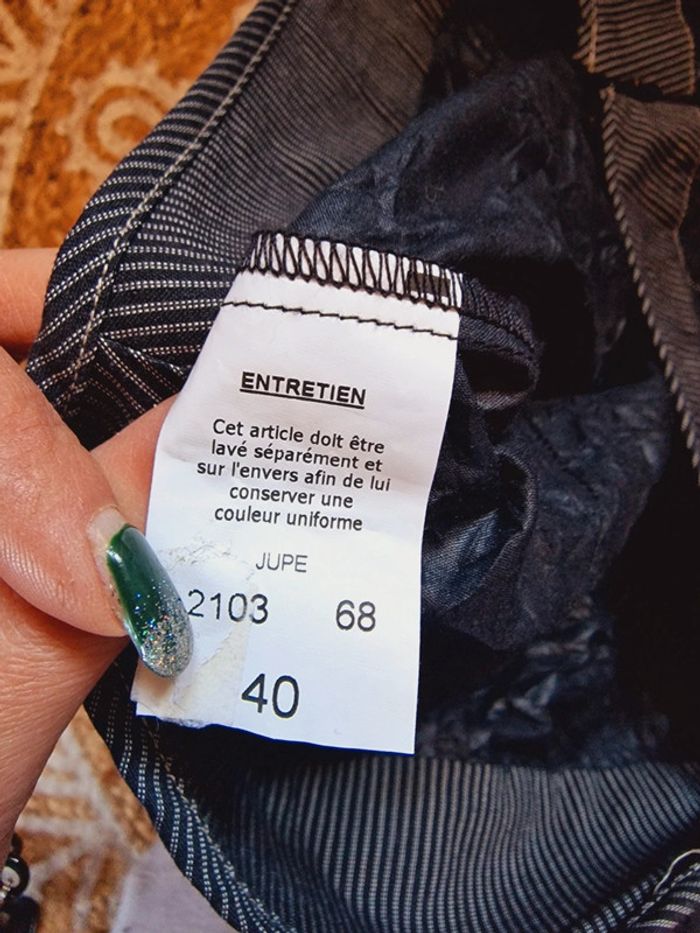 ENTRETIEN
Cet article doit être
lavé séparément et
sur l'envers afin de lui
conserver une
couleur uniforme
JUPE
2103 68
40